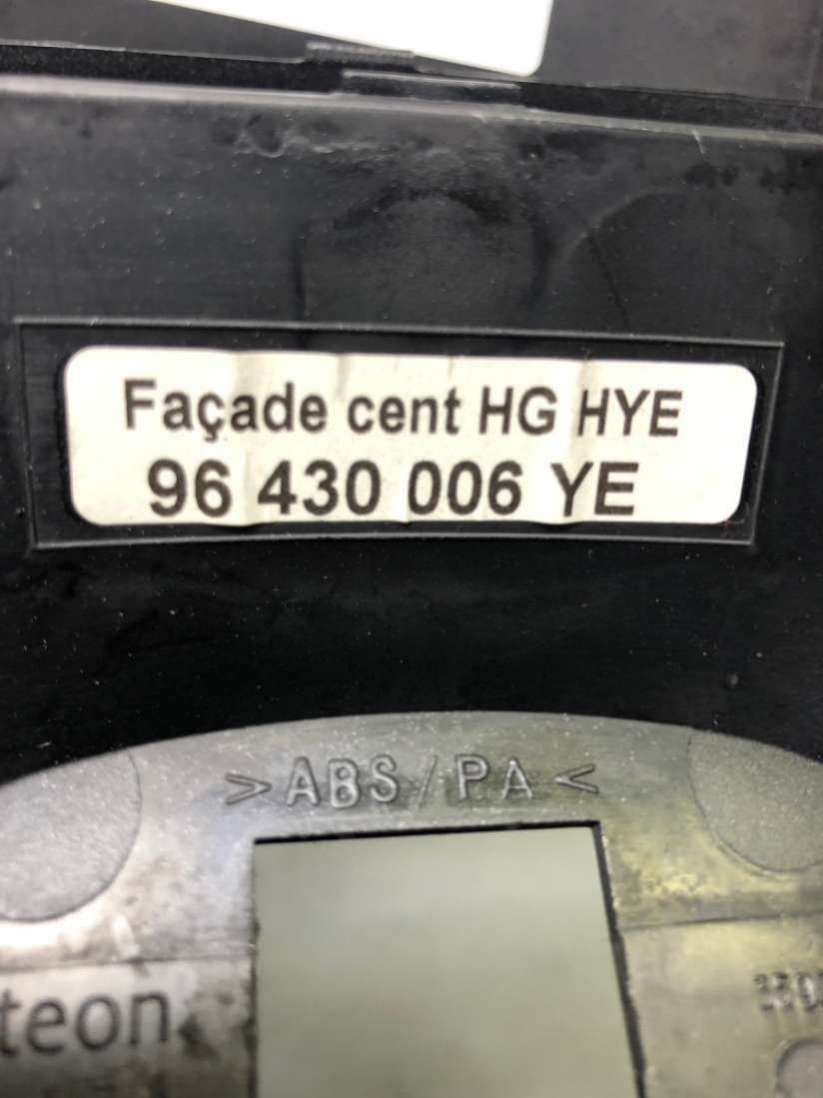 Façade cent HG HYE
96 430 006 YE
>ABS/PA<
teon